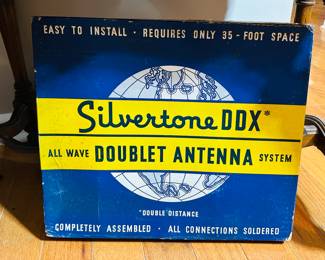 EASY TO INSTALL · REQUIRES ONLY 35-FOOT SPACE
Silvertone DDX*
ALL WAVE DOUBLET ANTENNA SYSTEM
*DOUBLE DISTANCE
COMPLETELY ASSEMBLED · ALL CONNECTIONS SOLDERED